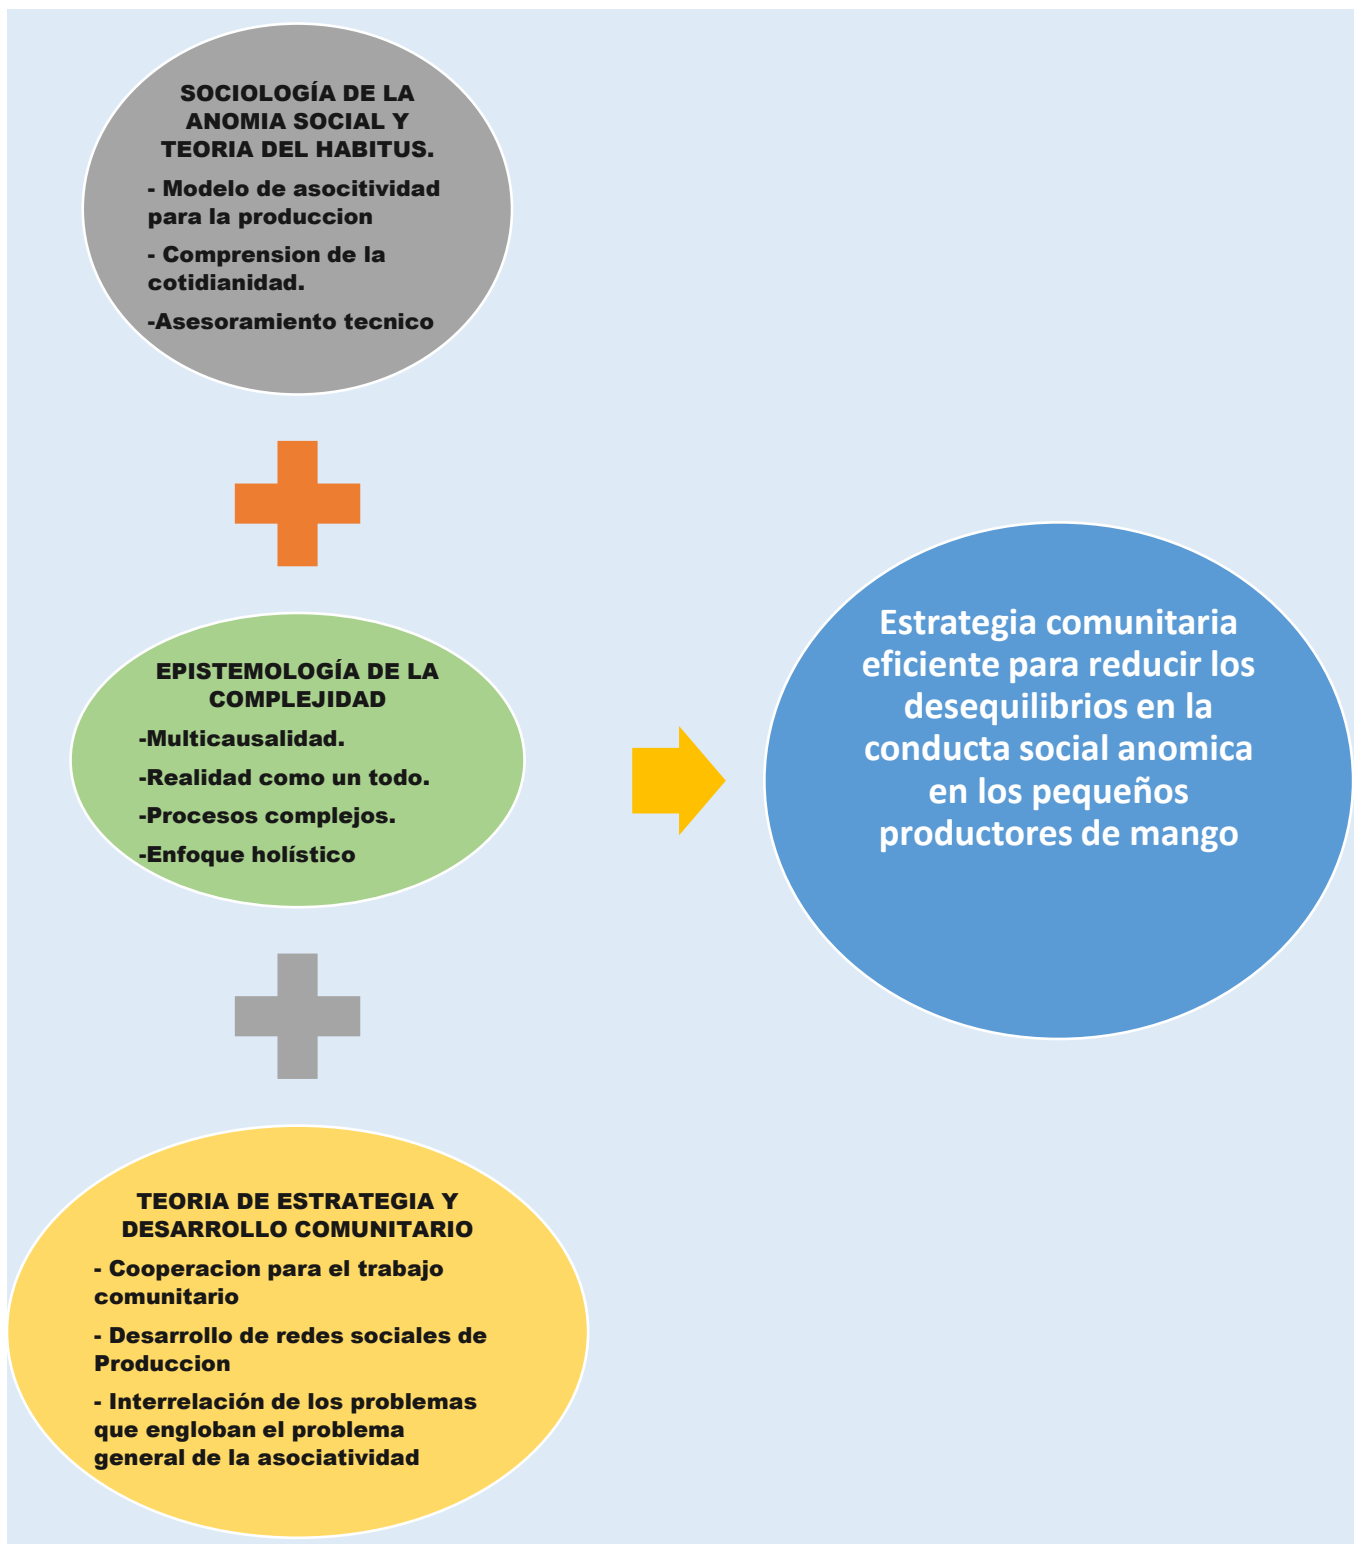 SOCIOLOGÍA DE LA
ANOMIA SOCIAL Y
TEORIA DEL HABITUS.
- Modelo de asocitividad
para la produccion
- Comprension de la
cotidianidad.
-Asesoramiento tecnico
EPISTEMOLOGÍA DE LA
COMPLEJIDAD
-Multicausalidad.
-Realidad como un todo.
-Procesos complejos.
-Enfoque holístico
TEORIA DE ESTRATEGIA Y
DESARROLLO COMUNITARIO
- Cooperacion para el trabajo
comunitario
- Desarrollo de redes sociales de
Produccion
- Interrelación de los problemas
que engloban el problema
general de la asociatividad
Estrategia comunitaria
eficiente para reducir los
desequilibrios en la
conducta social anomica
en los pequeños
productores de mango